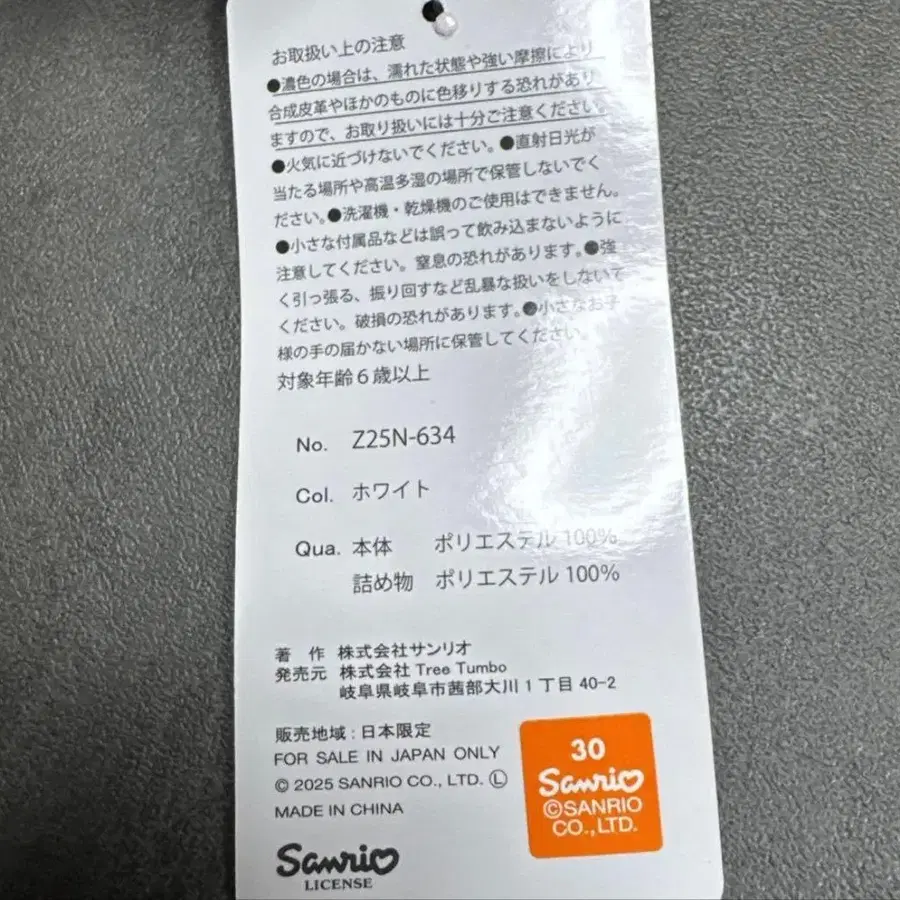 お取扱い上の注意
●濃色の場合は、濡れた状態や強い摩擦により
合成皮革やほかのものに色移りする恐れがあり
ますので、お取り扱いには十分ご注意ください。
●火気に近づけないでください。●直射日光が
当たる場所や高温多湿の場所で保管しないでく
ださい。●洗濯機・乾燥機のご使用はできません。
●小さな付属品などは誤って飲み込まないように
注意してください。窒息の恐れがあります。●強
く引っ張る、振り回すなど乱暴な扱いをしないで
ください。破損の恐れがあります。●小さなお子
様の手の届かない場所に保管してください。
対象年齢6歳以上
No. Z25N-634
Col. ホワイト
Qua. 本体 ポリエステル 100%
詰め物 ポリエステル 100%
著 作 株式会社サンリオ
発売元 株式会社 Tree Tumbo
岐阜県岐阜市茜部大川1丁目 40-2
販売地域:日本限定
FOR SALE IN JAPAN ONLY
© 2025 SANRIO CO., LTD. Ⓛ
MADE IN CHINA
Sanrio
LICENSE
30
Sanrio
©SANRIO
CO.,LTD.